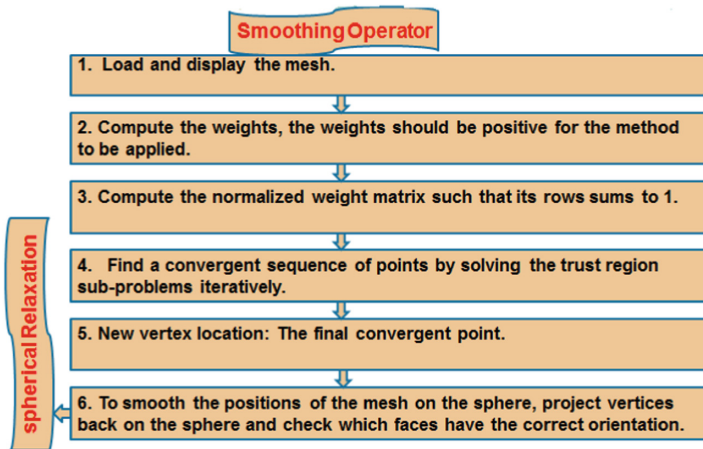 Smoothing Operator
1. Load and display the mesh.
2. Compute the weights, the weights should be positive for the method
to be applied.
3. Compute the normalized weight matrix such that its rows sums to 1.
4. Find a convergent sequence of points by solving the trust region
sub-problems iteratively.
5. New vertex location: The final convergent point.
6. To smooth the positions of the mesh on the sphere, project vertices
back on the sphere and check which faces have the correct orientation.
spherical Relaxation